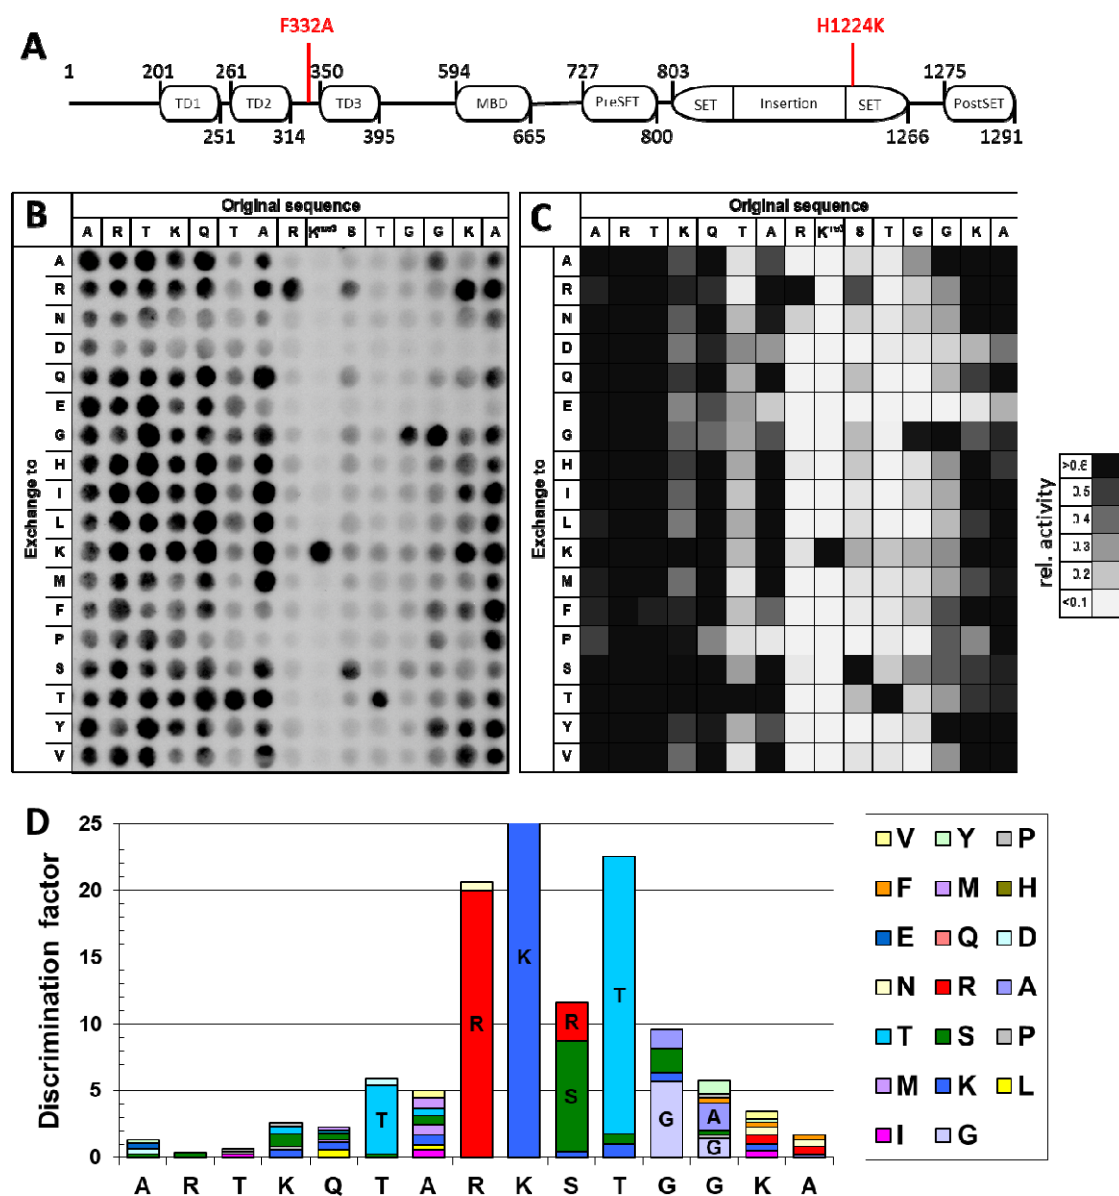 A
F332A
H1224K
1
201
261
350
594
727
803
1275
TD1
TD2
TD3
MBD
PreSET
SET
Insertion
SET
PostSET
251
314
395
665
800
1266
1291
B
Original sequence
A R T K Q T A R Kme3 S T G G K A
Exchange to
A
R
N
D
Q
E
G
H
I
L
K
M
F
P
S
T
Y
V
C
Original sequence
A R T K Q T A R S T G G K A
Exchange to
A
R
N
D
Q
E
G
H
I
L
K
M
F
P
S
T
Y
V
rel. activity
0.5
0.4
0.3
0.2
<0.1
D
Discrimination factor
25
20
15
10
5
0
T
R
K
R
S
T
G
A
G
A R T K Q T A R K S T G G K A
V Y P
F M H
E Q D
N R A
T S P
M K L
I G